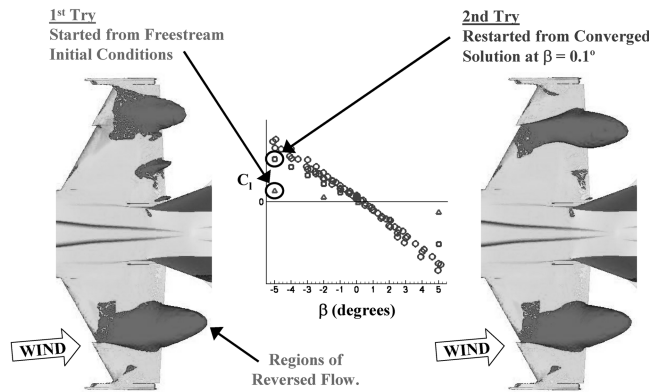 1st Try
Started from Freestream
Initial Conditions
2nd Try
Restarted from Converged
Solution at β = 0.1°
Cl
0
-5 -4 -3 -2 -1 0 1 2 3 4 5
β (degrees)
WIND
WIND
Regions of
Reversed Flow.